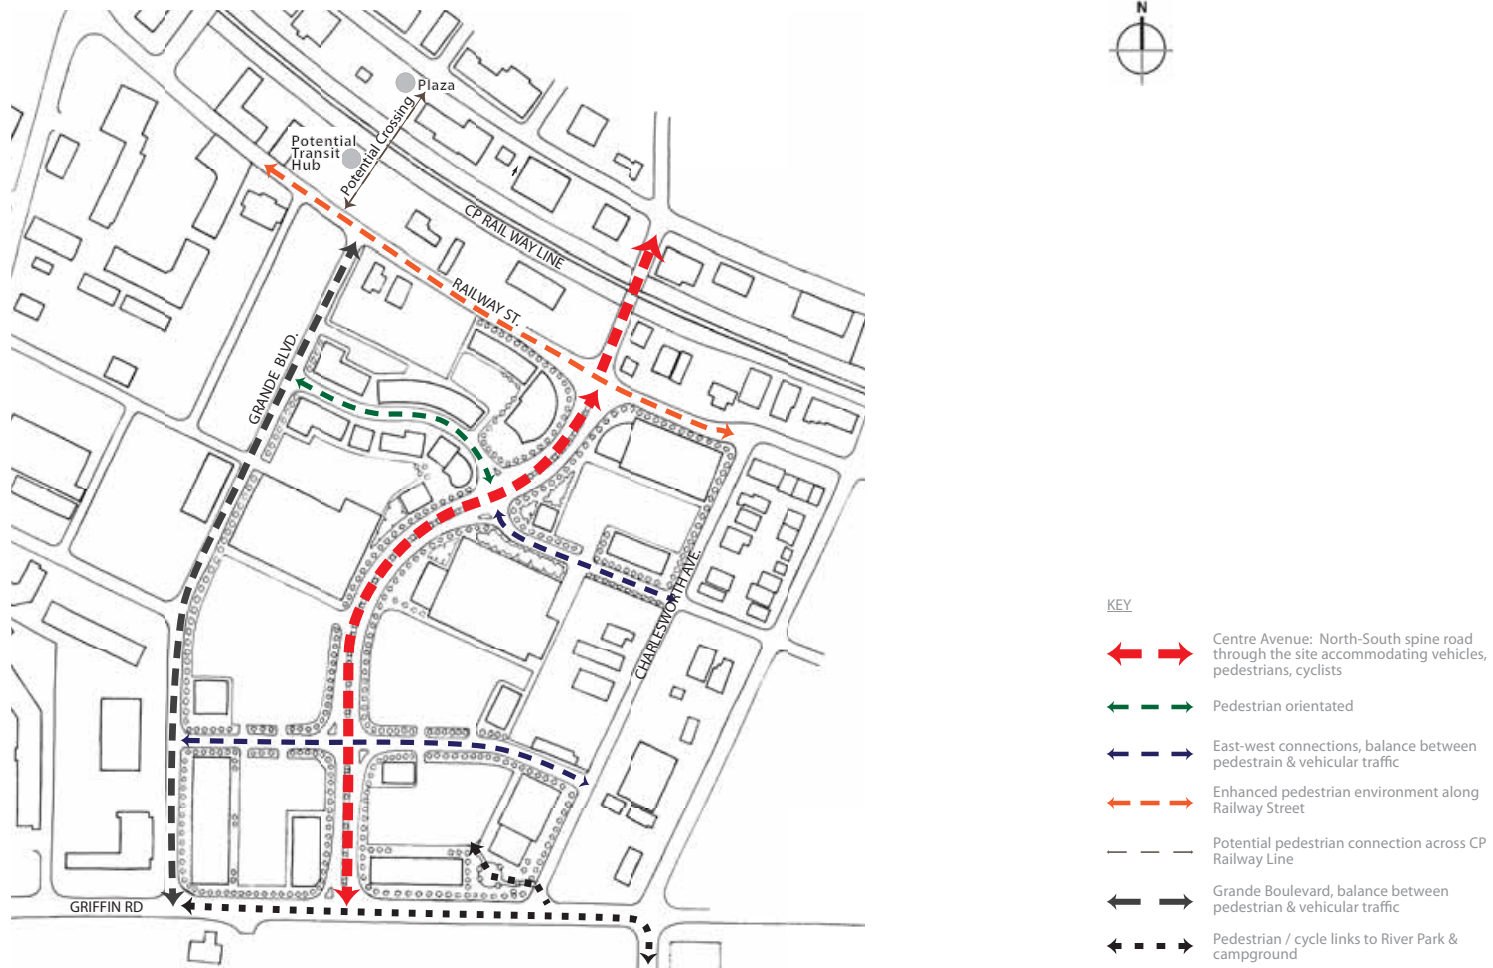 N
Plaza
Potential Crossing
Potential
Transit
Hub
CP RAIL WAY LINE
RAILWAY ST.
GRANDE BLVD.
CHARLESWORTH AVE.
GRIFFIN RD
KEY
Centre Avenue: North-South spine road
through the site accommodating vehicles,
pedestrians, cyclists
Pedestrian orientated
East-west connections, balance between
pedestrain & vehicular traffic
Enhanced pedestrian environment along
Railway Street
Potential pedestrian connection across CP
Railway Line
Grande Boulevard, balance between
pedestrian & vehicular traffic
Pedestrian / cycle links to River Park &
campground